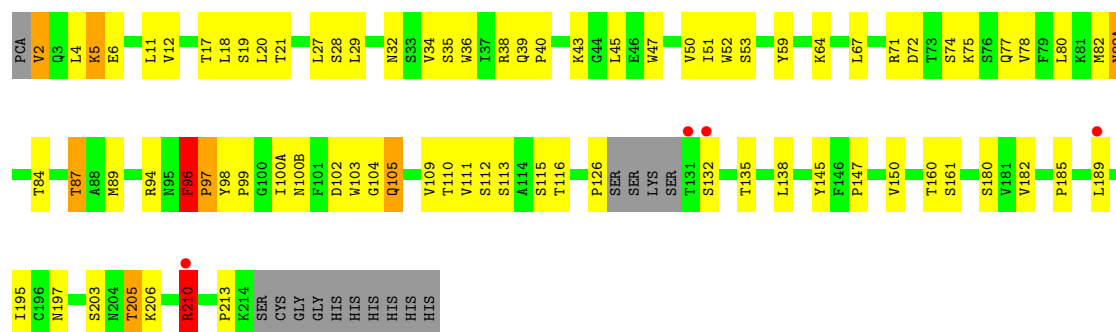 PCA V2 Q3 L4 K5 E6 L11 V12 T17 L18 S19 L20 T21 L27 S28 L29 N32 S33 V34 S35 W36 I37 R38 Q39 P40 K43 G44 L45 E46 W47 V50 I51 W52 S53 Y59 K64 L67 R71 D72 T73 S74 K75 S76 Q77 V78 F79 L80 K81 M82
T84 T87 A88 M89 R94 N95 F96 P97 Y98 P99 G100 I100A N100B F101 D102 W103 G104 Q105 V109 T110 V111 S112 S113 A114 S115 T116 P126 SER SER LYS SER T131 S132 T135 L138 Y145 F146 P147 V150 T160 S161 S180 V181 V182 P185 L189
I195 C196 N197 S203 N204 T205 K206 R210 P213 K214 SER CYS GLY GLY HIS HIS HIS HIS HIS HIS